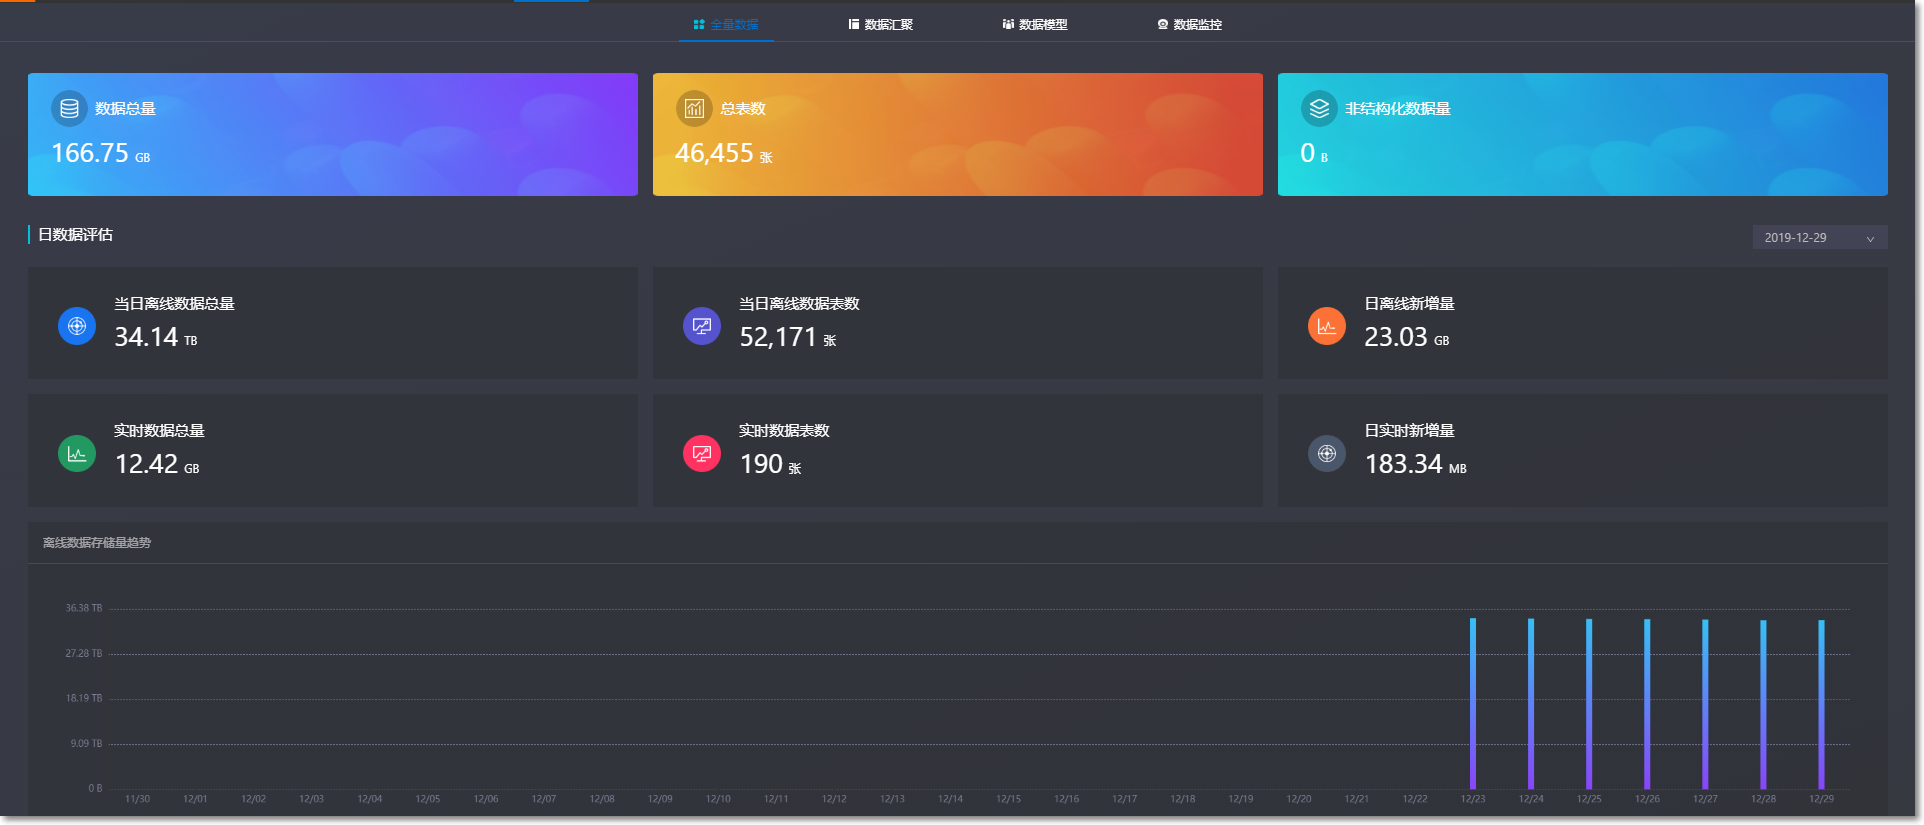 全量数据 数据汇聚 数据模型 数据监控
数据总量
166.75 GB
总表数
46,455 张
非结构化数据量
0 B
日数据评估
2019-12-29
当日离线数据总量
34.14 TB
当日离线数据表数
52,171 张
日离线新增量
23.03 GB
实时数据总量
12.42 GB
实时数据表数
190 张
日实时新增量
183.34 MB
离线数据存储量趋势
36.38 TB
27.28 TB
18.19 TB
9.09 TB
0 B
11/30 12/01 12/02 12/03 12/04 12/05 12/06 12/07 12/08 12/09 12/10 12/11 12/12 12/13 12/14 12/15 12/16 12/17 12/18 12/19 12/20 12/21 12/22 12/23 12/24 12/25 12/26 12/27 12/28 12/29